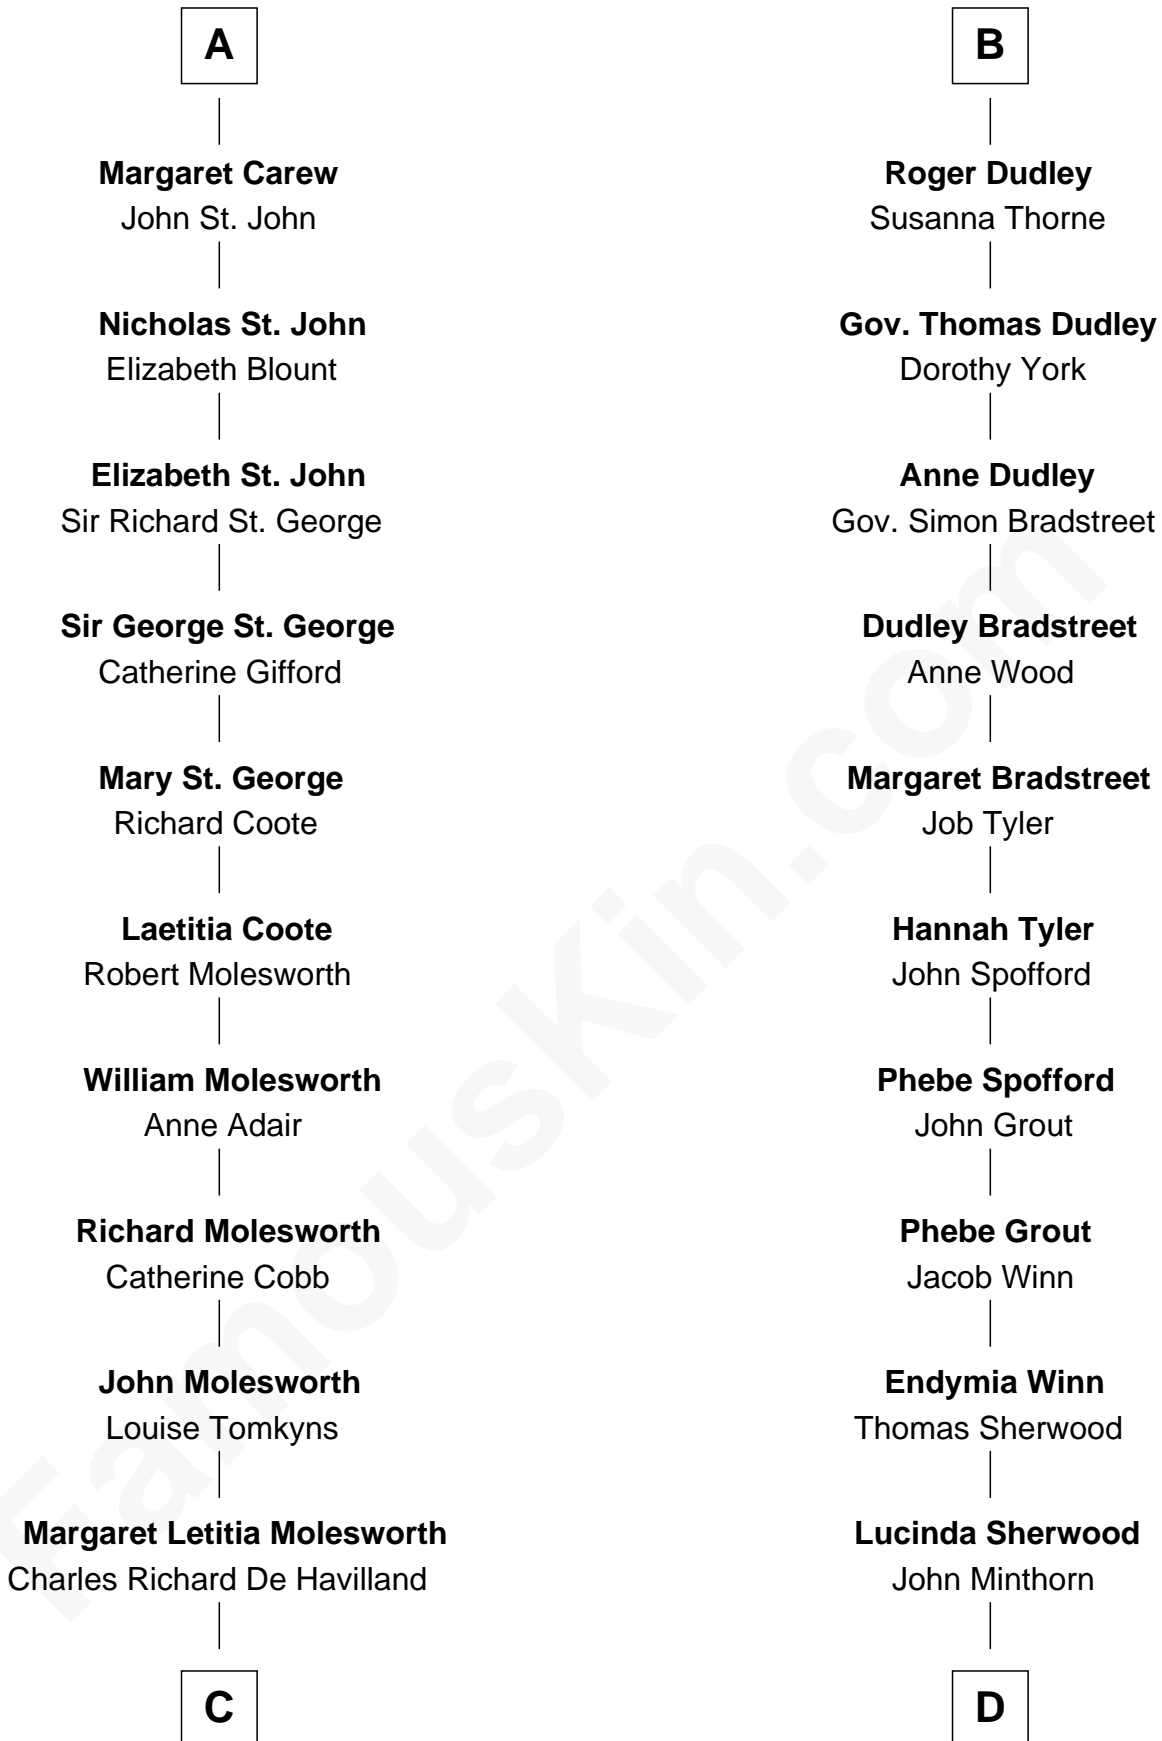 A
Margaret Carew
John St. John
Nicholas St. John
Elizabeth Blount
Elizabeth St. John
Sir Richard St. George
Sir George St. George
Catherine Gifford
Mary St. George
Richard Coote
Laetitia Coote
Robert Molesworth
William Molesworth
Anne Adair
Richard Molesworth
Catherine Cobb
John Molesworth
Louise Tomkyns
Margaret Letitia Molesworth
Charles Richard De Havilland
C
B
Roger Dudley
Susanna Thorne
Gov. Thomas Dudley
Dorothy York
Anne Dudley
Gov. Simon Bradstreet
Dudley Bradstreet
Anne Wood
Margaret Bradstreet
Job Tyler
Hannah Tyler
John Spofford
Phebe Spofford
John Grout
Phebe Grout
Jacob Winn
Endymia Winn
Thomas Sherwood
Lucinda Sherwood
John Minthorn
D
FamousKin.com